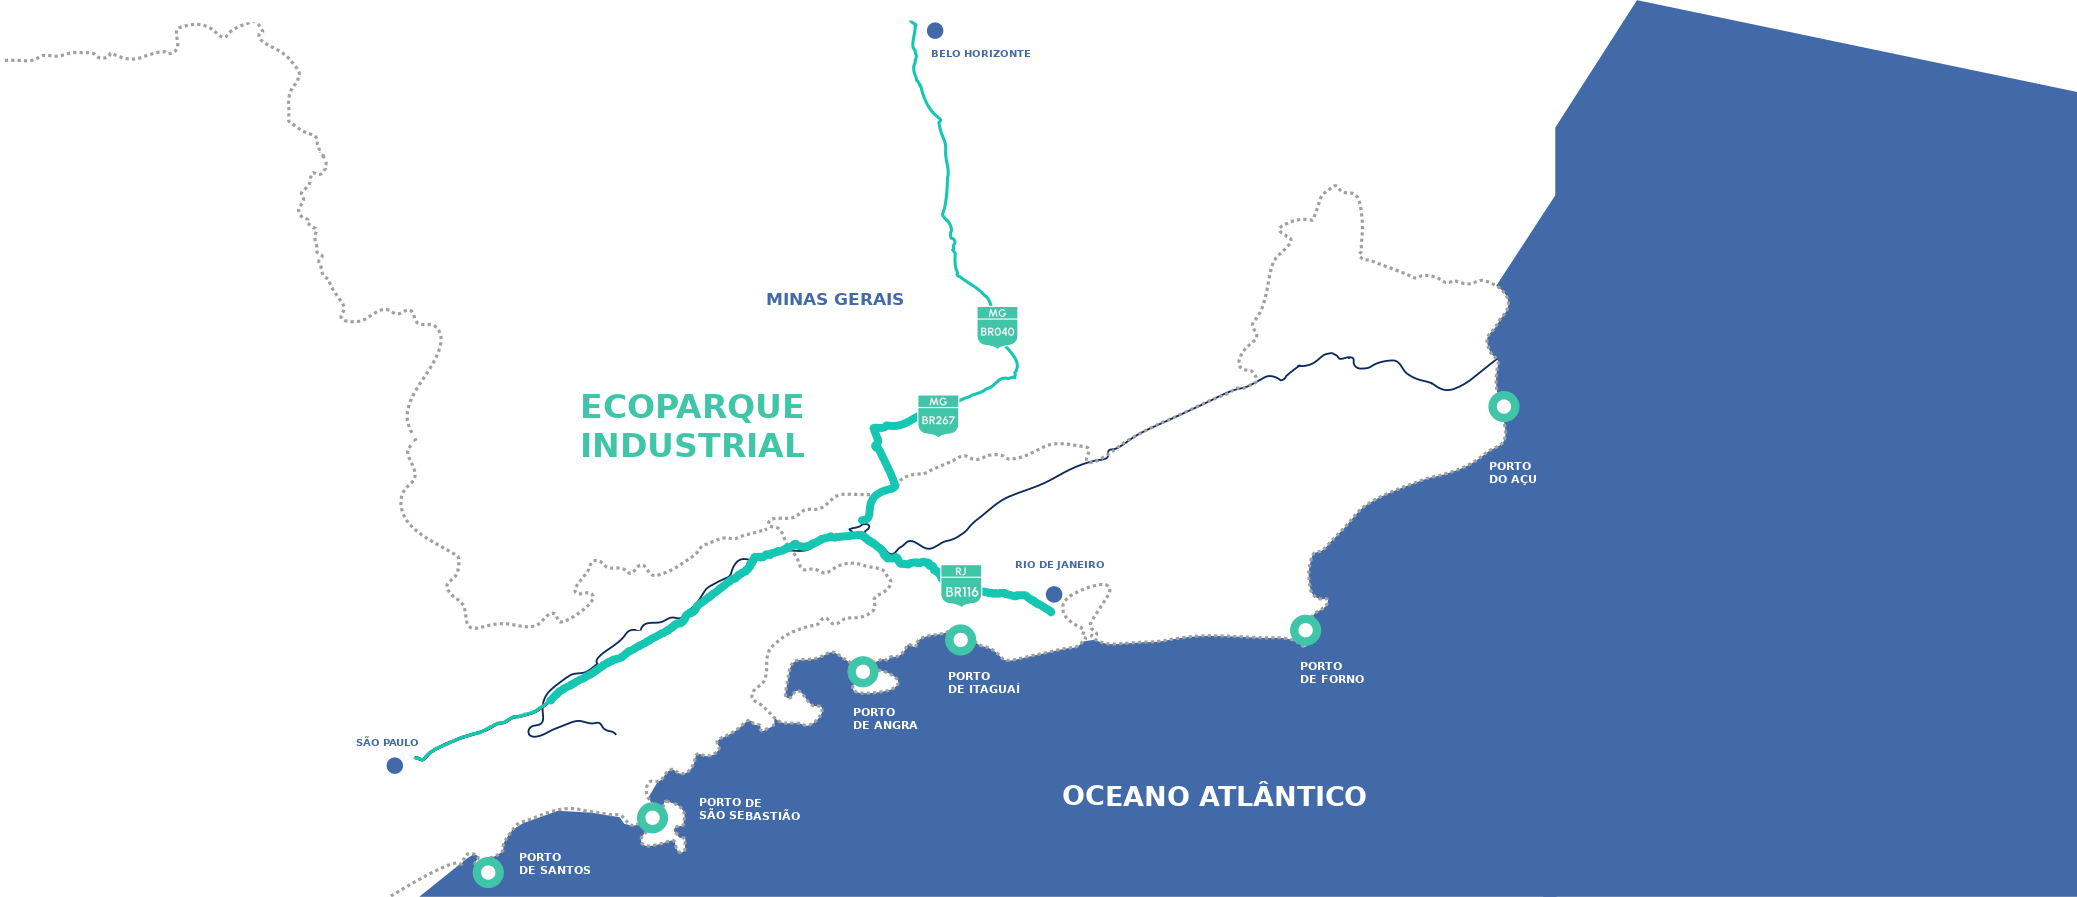 BELO HORIZONTE
MINAS GERAIS
MG
BR040
ECOPARQUE
INDUSTRIAL
MG
BR267
PORTO
DO AÇU
RIO DE JANEIRO
RJ
BR116
PORTO
DE ITAGUAÍ
PORTO
DE FORNO
PORTO
DE ANGRA
SÃO PAULO
OCEANO ATLÂNTICO
PORTO DE
SÃO SEBASTIÃO
PORTO
DE SANTOS